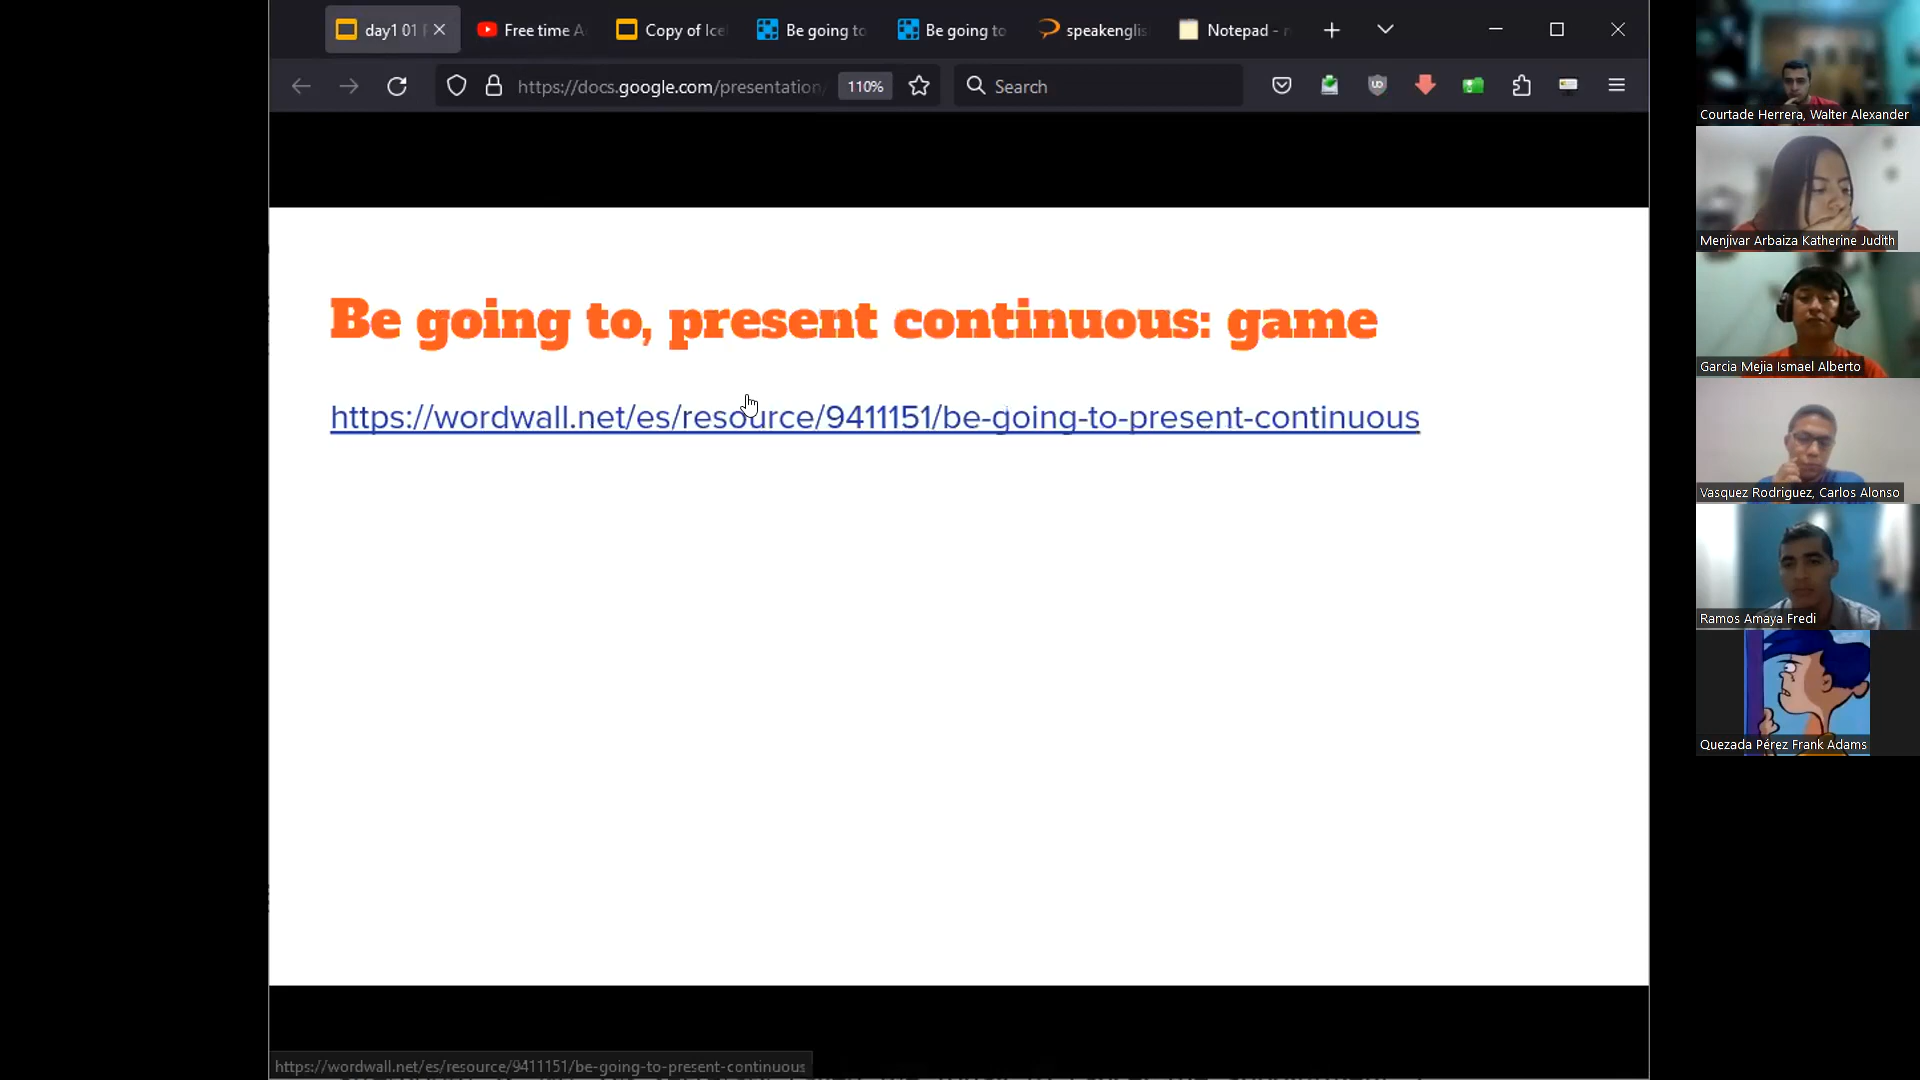 day1 01
Free time A
Copy of Ice
Be going to
Be going to
speakenglis
Notepad -
https://docs.google.com/presentation/
110%
Search
Be going to, present continuous: game
https://wordwall.net/es/resource/9411151/be-going-to-present-continuous
https://wordwall.net/es/resource/9411151/be-going-to-present-continuous
Courtade Herrera, Walter Alexander
Menjivar Arbaiza Katherine Judith
Garcia Mejia Ismael Alberto
Vasquez Rodriguez, Carlos Alonso
Ramos Amaya Fredi
Quezada Pérez Frank Adams